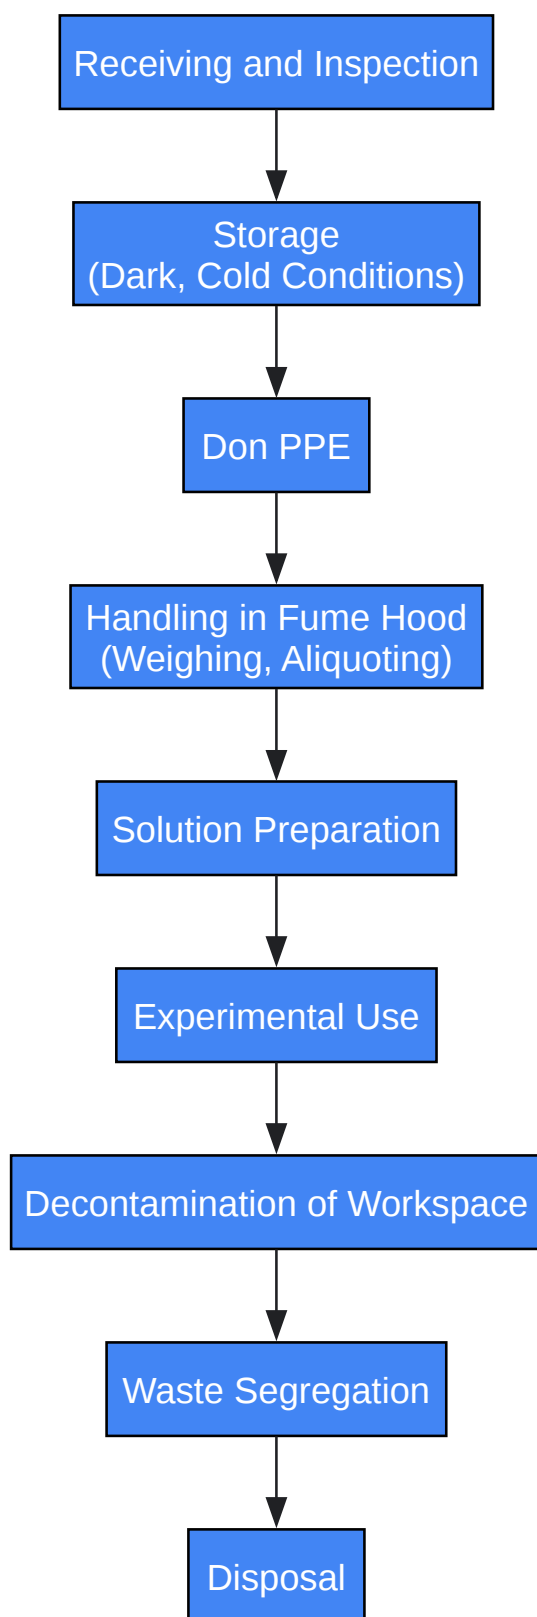 Receiving and Inspection
Storage
(Dark, Cold Conditions)
Don PPE
Handling in Fume Hood
(Weighing, Aliquoting)
Solution Preparation
Experimental Use
Decontamination of Workspace
Waste Segregation
Disposal